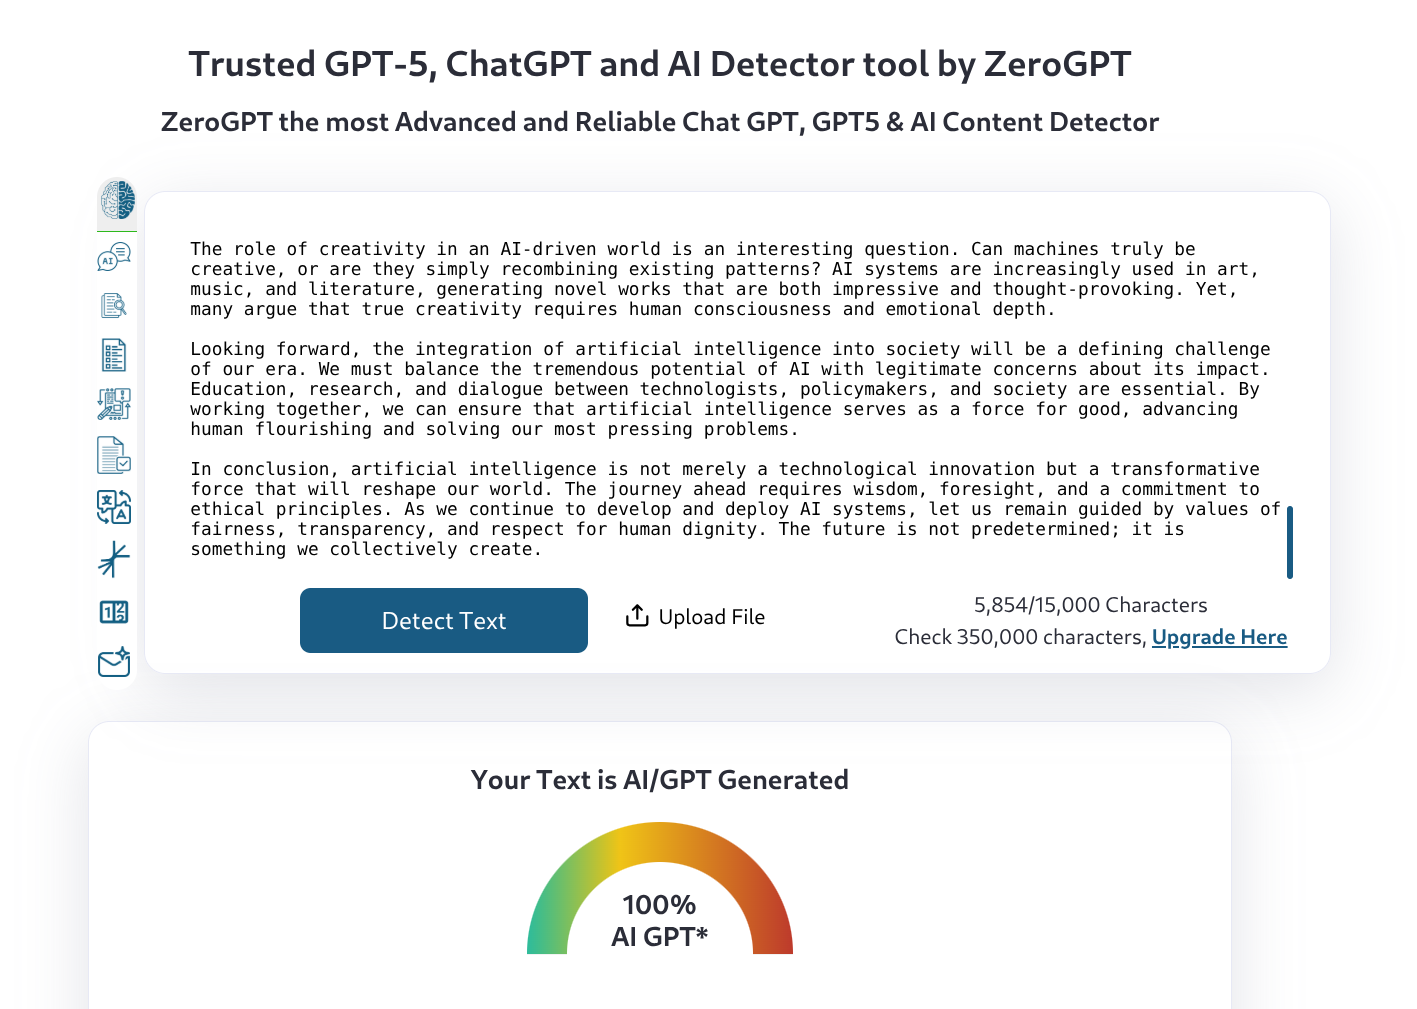 Trusted GPT-5, ChatGPT and AI Detector tool by ZeroGPT
ZeroGPT the most Advanced and Reliable Chat GPT, GPT5 & AI Content Detector
AI
The role of creativity in an AI-driven world is an interesting question. Can machines truly be
creative, or are they simply recombining existing patterns? AI systems are increasingly used in art,
music, and literature, generating novel works that are both impressive and thought-provoking. Yet,
many argue that true creativity requires human consciousness and emotional depth.
Looking forward, the integration of artificial intelligence into society will be a defining challenge
of our era. We must balance the tremendous potential of AI with legitimate concerns about its impact.
Education, research, and dialogue between technologists, policymakers, and society are essential. By
working together, we can ensure that artificial intelligence serves as a force for good, advancing
human flourishing and solving our most pressing problems.
In conclusion, artificial intelligence is not merely a technological innovation but a transformative
force that will reshape our world. The journey ahead requires wisdom, foresight, and a commitment to
ethical principles. As we continue to develop and deploy AI systems, let us remain guided by values of
fairness, transparency, and respect for human dignity. The future is not predetermined; it is
something we collectively create.
文
A
Detect Text
Upload File
5,854/15,000 Characters
Check 350,000 characters, Upgrade Here
Your Text is AI/GPT Generated
100%
AI GPT*